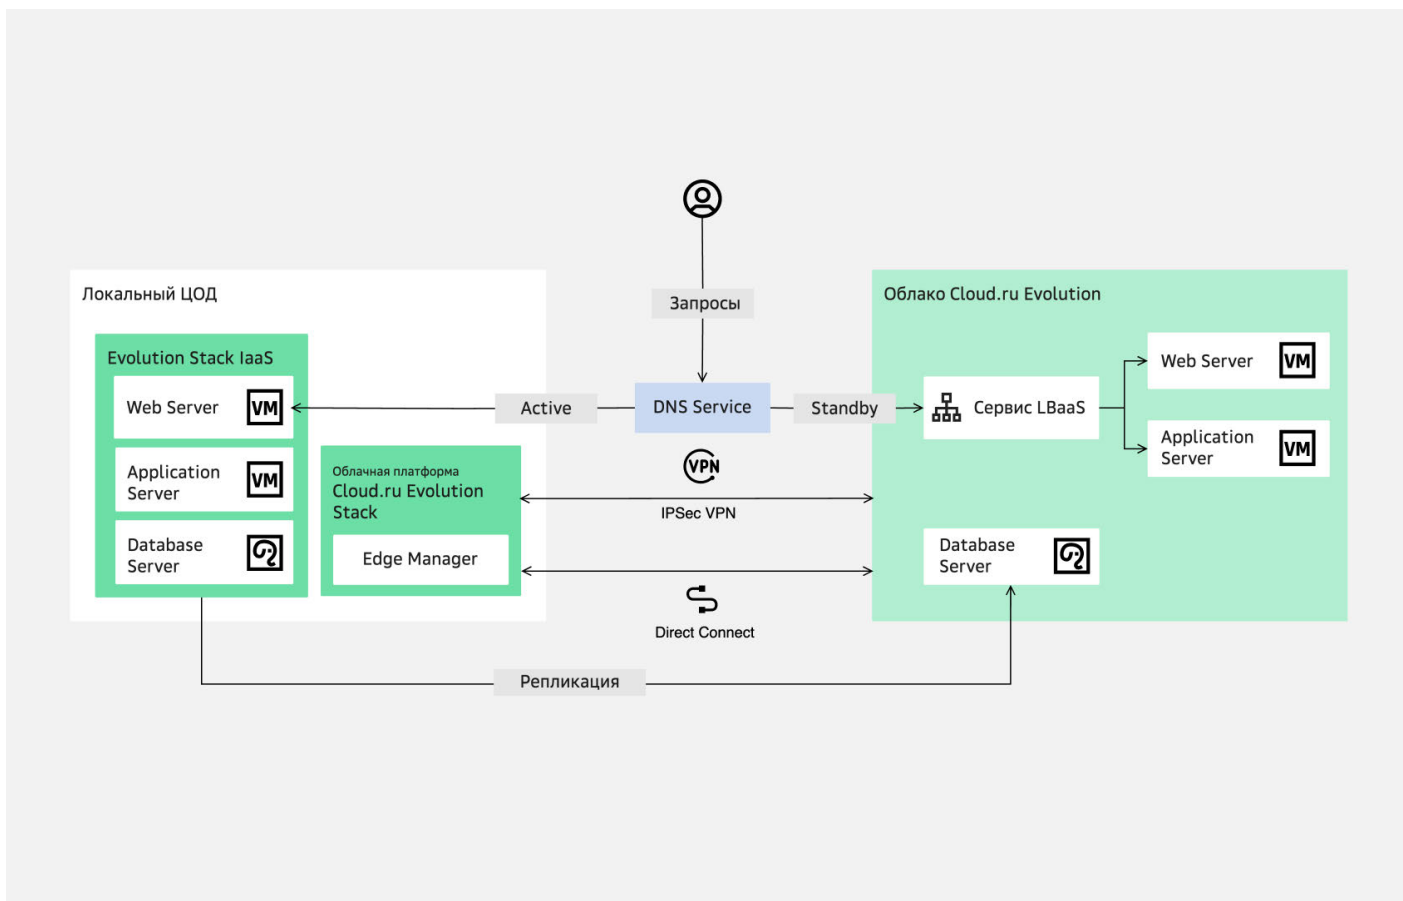 Запросы
Локальный ЦОД
Evolution Stack IaaS
Web Server
VM
Application
Server
VM
Database
Server
Облачная платформа
Cloud.ru Evolution
Stack
Edge Manager
Active
DNS Service
Standby
VPN
IPSec VPN
Direct Connect
Репликация
Облако Cloud.ru Evolution
Сервис LBaaS
Web Server
VM
Application
Server
VM
Database
Server